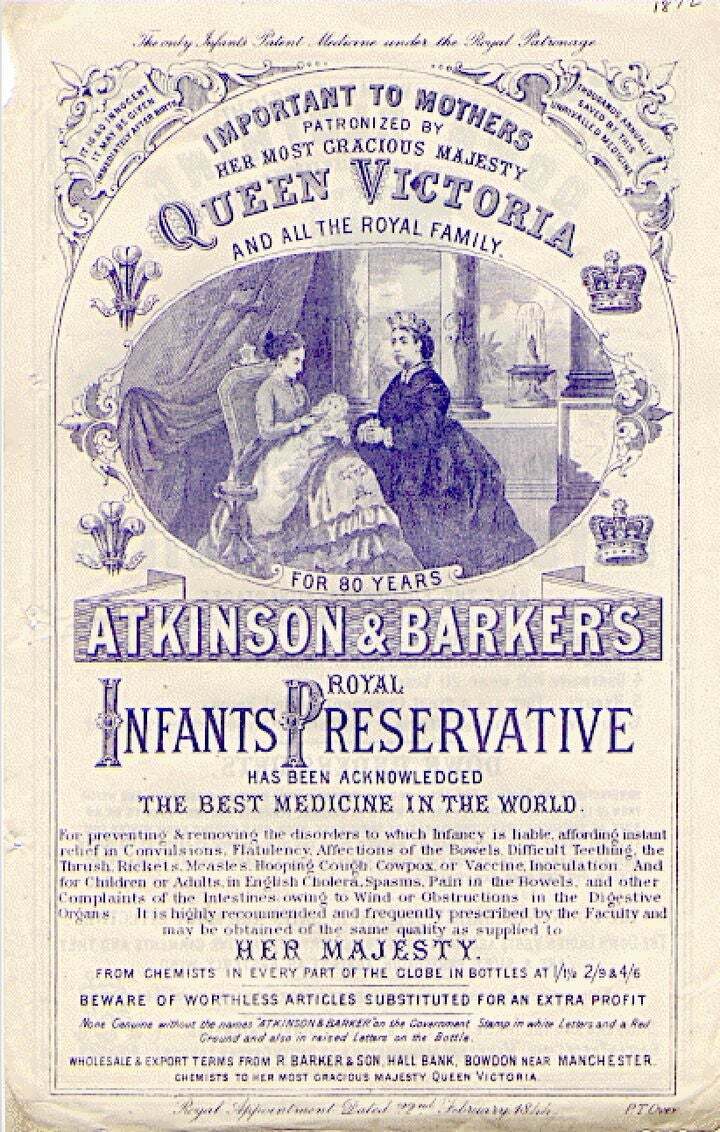 1872
The only Infants Patent Medicine under the Royal Patronage
IT IS SO INNOCENT
IT MAY BE GIVEN
IMMEDIATELY AFTER BIRTH
THOUSANDS ANNUALLY
SAVED BY THIS
UNRIVALLED MEDICINE
IMPORTANT TO MOTHERS
PATRONIZED BY
HER MOST GRACIOUS MAJESTY
QUEEN VICTORIA
AND ALL THE ROYAL FAMILY.
FOR 80 YEARS
ATKINSON & BARKER'S
ROYAL
INFANTS PRESERVATIVE
HAS BEEN ACKNOWLEDGED
THE BEST MEDICINE IN THE WORLD.
For preventing & removing the disorders to which Infancy is liable, affording instant
relief in Convulsions, Flatulency, Affections of the Bowels, Difficult Teething, the
Thrush, Rickets, Measles, Hooping Cough, Cowpox, or Vaccine Inoculation. And
for Children or Adults, in English Cholera, Spasms, Pain in the Bowels, and other
Complaints of the Intestines owing to Wind or Obstructions in the Digestive
Organs. It is highly recommended and frequently prescribed by the Faculty and
may be obtained of the same quality as supplied to
HER MAJESTY.
FROM CHEMISTS IN EVERY PART OF THE GLOBE IN BOTTLES AT 1/1½ 2/9 & 4/6
BEWARE OF WORTHLESS ARTICLES SUBSTITUTED FOR AN EXTRA PROFIT
None Genuine without the names "ATKINSON & BARKER" on the Government Stamp in white Letters and a Red
Ground and also in raised Letters on the Bottle.
WHOLESALE & EXPORT TERMS FROM R. BARKER & SON, HALL BANK, BOWDON NEAR MANCHESTER.
CHEMISTS TO HER MOST GRACIOUS MAJESTY QUEEN VICTORIA.
Royal Appointment Dated 22nd February 1844.
P.T. Over